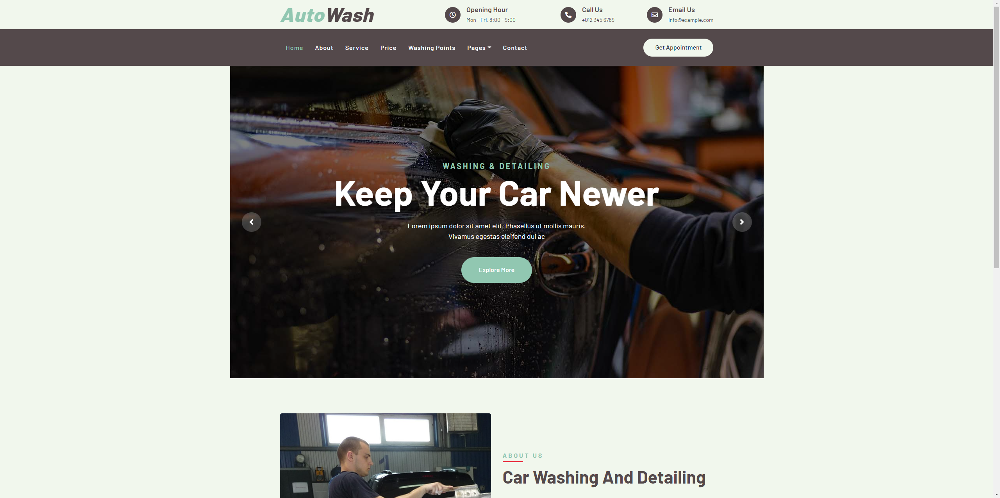 AutoWash
Opening Hour
Mon - Fri, 8:00 - 9:00
Call Us
+012 345 6789
Email Us
info@example.com
Home About Service Price Washing Points Pages Contact
Get Appointment
WASHING & DETAILING
Keep Your Car Newer
Lorem ipsum dolor sit amet elit. Phasellus ut mollis mauris.
Vivamus egestas eleifend dui ac
Explore More
ABOUT US
Car Washing And Detailing